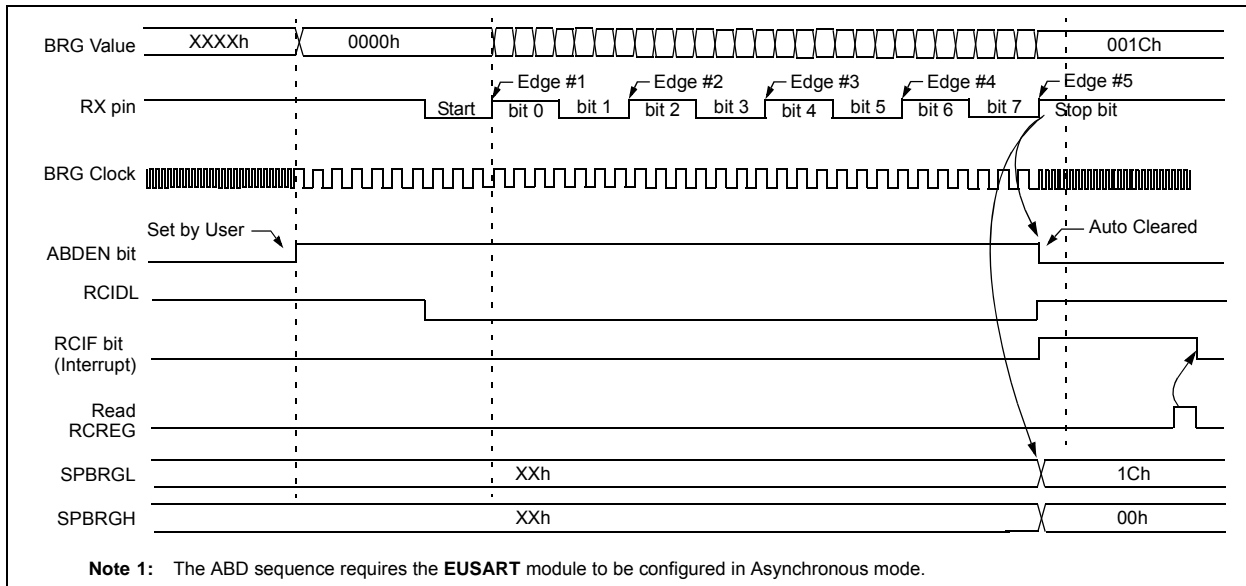 BRG Value XXXXh 0000h 001Ch
Edge #1 Edge #2 Edge #3 Edge #4 Edge #5
RX pin Start bit 0 bit 1 bit 2 bit 3 bit 4 bit 5 bit 6 bit 7 Stop bit
BRG Clock
Set by User Auto Cleared
ABDEN bit
RCIDL
RCIF bit
(Interrupt)
Read
RCREG
SPBRGL XXh 1Ch
SPBRGH XXh 00h
Note 1: The ABD sequence requires the EUSART module to be configured in Asynchronous mode.